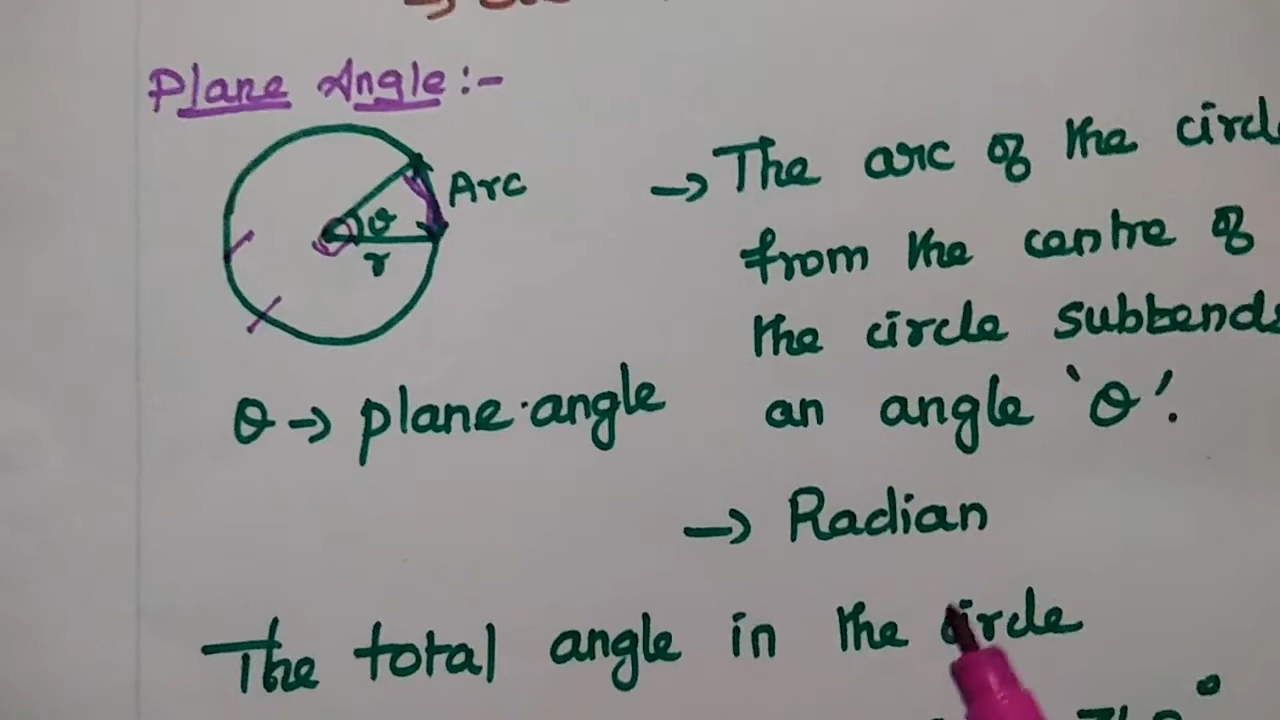 Plane Angle:-
Arc
θ
r
→ The arc of the circl
from the centre of
the circle subtends
an angle 'θ'.
θ → plane angle
→ Radian
The total angle in the circle